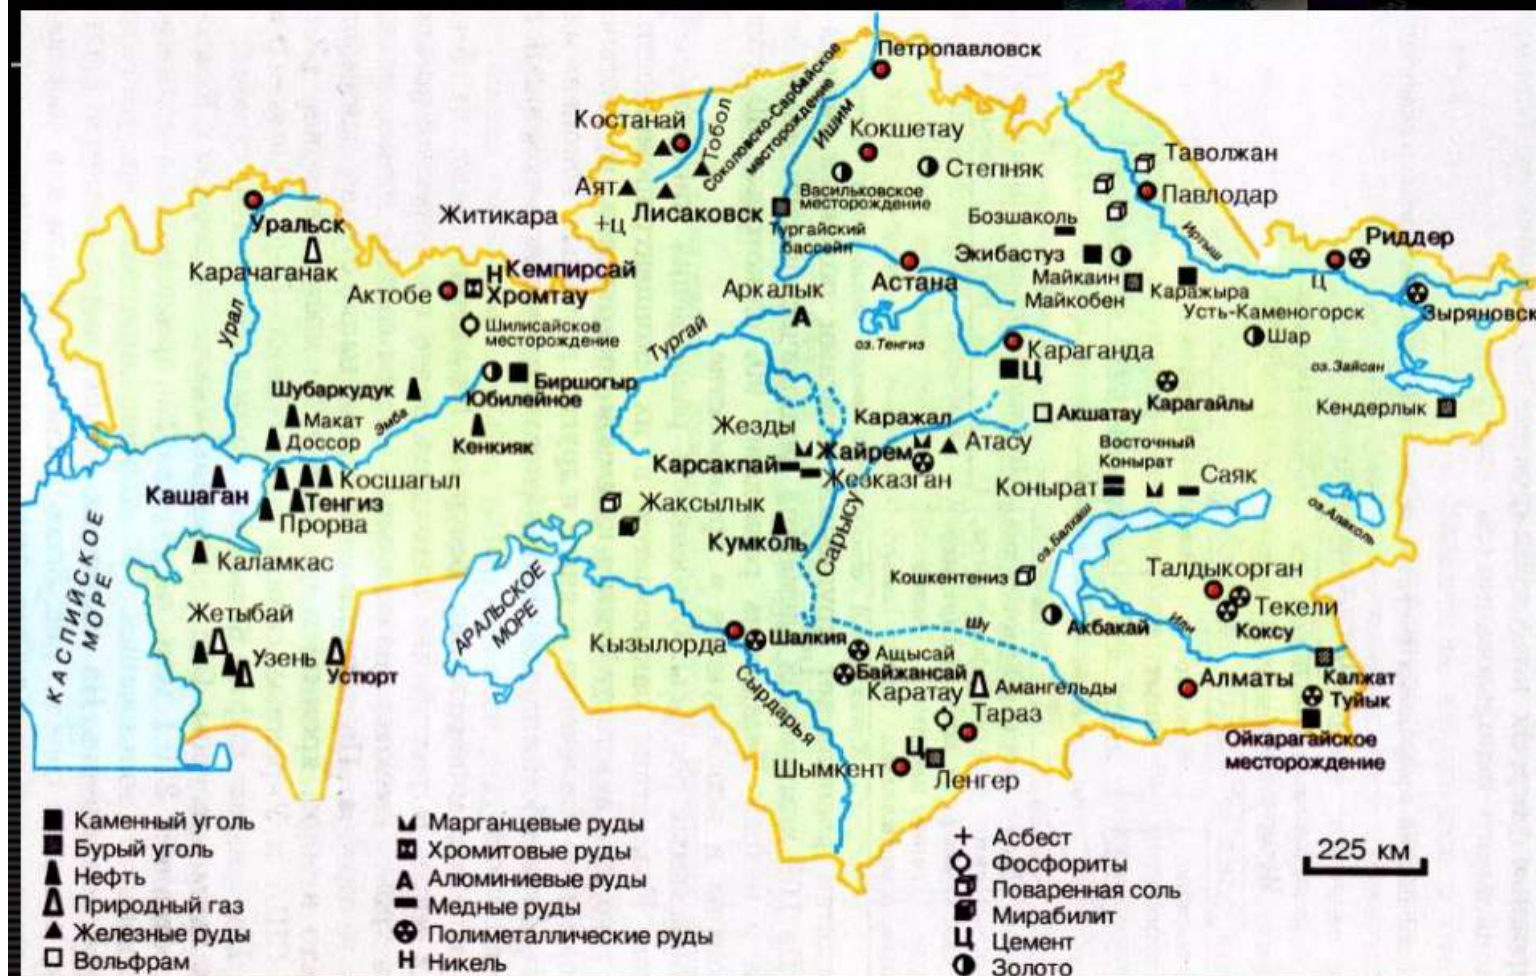 Петропавловск
Костанай
Тобол
Соколовско-Сарбайское
месторождение
Ишим
Кокшетау
Степняк
Таволжан
Павлодар
Аят
Васильковское
месторождение
Житикара
+ц
Лисаковск
Тургайский
бассейн
Бозшаколь
Иртыш
Риддер
Уральск
Карачаганак
Урал
Н Кемпирсай
Актобе
Хромтау
Аркалык
А
Астана
Экибастуз
Майкаин
Майкобен
Каражыра
Ц
Усть-Каменогорск
Зыряновск
Шилисайское
месторождение
Тургай
оз.Тенгиз
Караганда
Ц
Шар
оз.Зайсан
Шубаркудук
Биршогыр
Юбилейное
Макат
Доссор
Эмба
Кенкияк
Жезды
Каражал
Акшатау
Карагайлы
Кендерлык
Жайрем
Атасу
Восточный
Конырат
Карсакпай
Жезказган
Саяк
Конырат
Кашаган
Косшагыл
Тенгиз
Прорва
Жаксылык
Кумколь
Сарысу
оз.Балхаш
оз.Алаколь
КАСПИЙСКОЕ
МОРЕ
Каламкас
АРАЛЬСКОЕ
МОРЕ
Кошкентениз
Талдыкорган
Текели
Коксу
Жетыбай
Узень
Устюрт
Кызылорда
Шалкия
Шу
Акбакай
Или
Ащысай
Байжансай
Каратау
Амангельды
Тараз
Алматы
Калжат
Туйык
Сырдарья
Ц
Шымкент
Ленгер
Ойкарагайское
месторождение
225 км
Каменный уголь
Бурый уголь
Нефть
Природный газ
Железные руды
Вольфрам
Марганцевые руды
Хромитовые руды
А Алюминиевые руды
Медные руды
Полиметаллические руды
Н Никель
+ Асбест
Фосфориты
Поваренная соль
Мирабилит
Ц Цемент
Золото